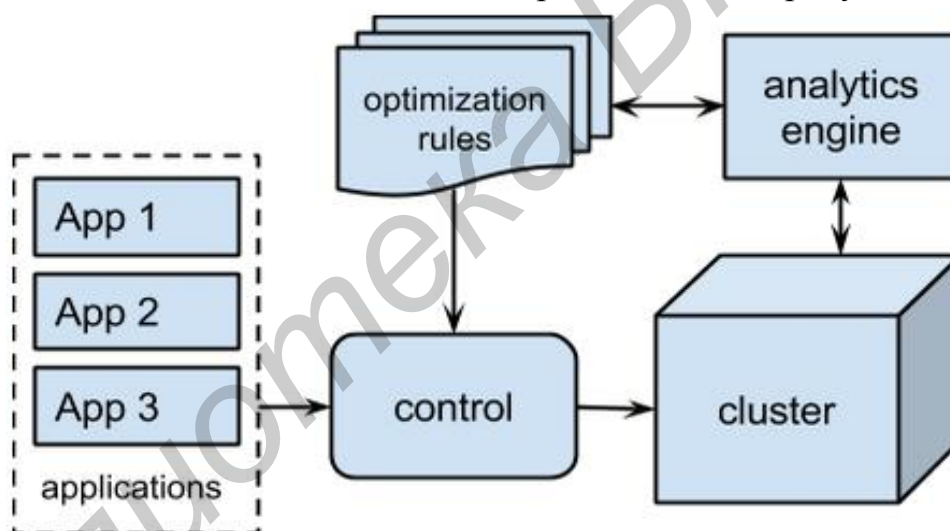 optimization
rules
analytics
engine
App 1
App 2
App 3
applications
control
cluster